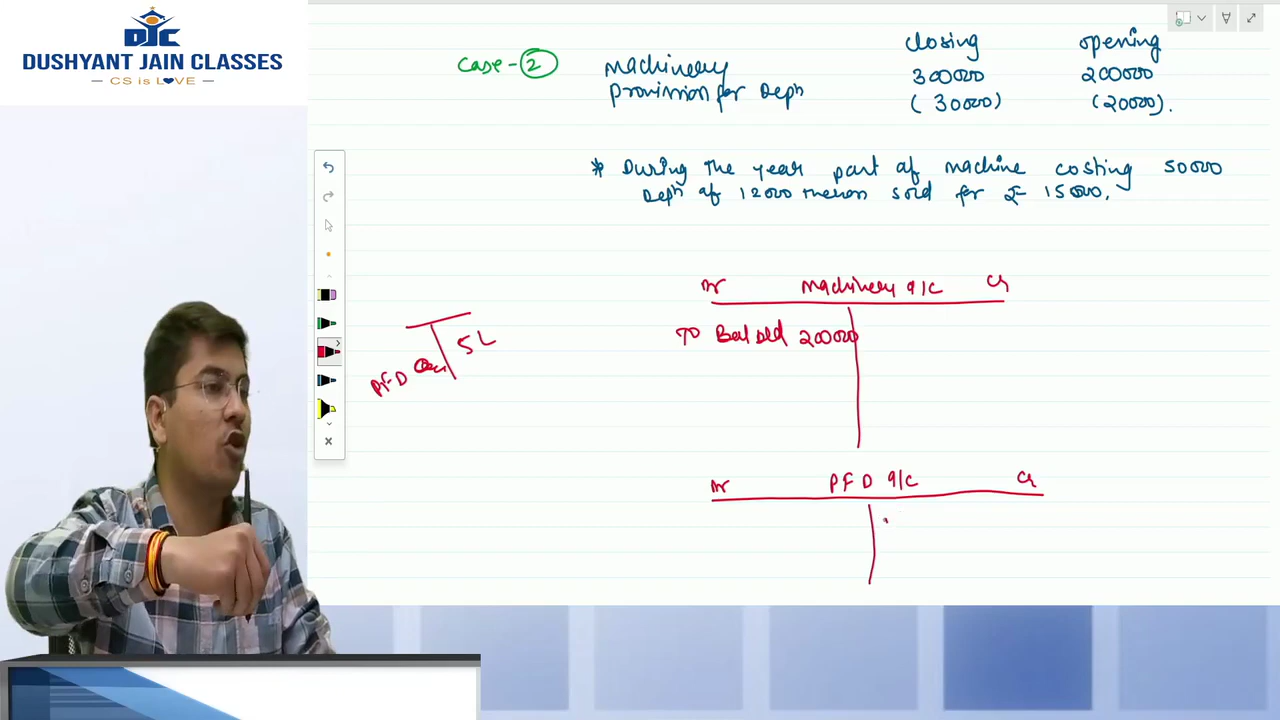 DTC
DUSHYANT JAIN CLASSES
— CS is LOVE —
Case - 2
closing opening
Machinery 300000 200000
Provision for Depn (30000) (20000).
* During the year part of machine costing 50000
Depn of 12000 thereon sold for ₹ 15000.
Dr Machinery a/c Cr
To Bal b/d 200000
5L
PFD
Dr PFD a/c Cr